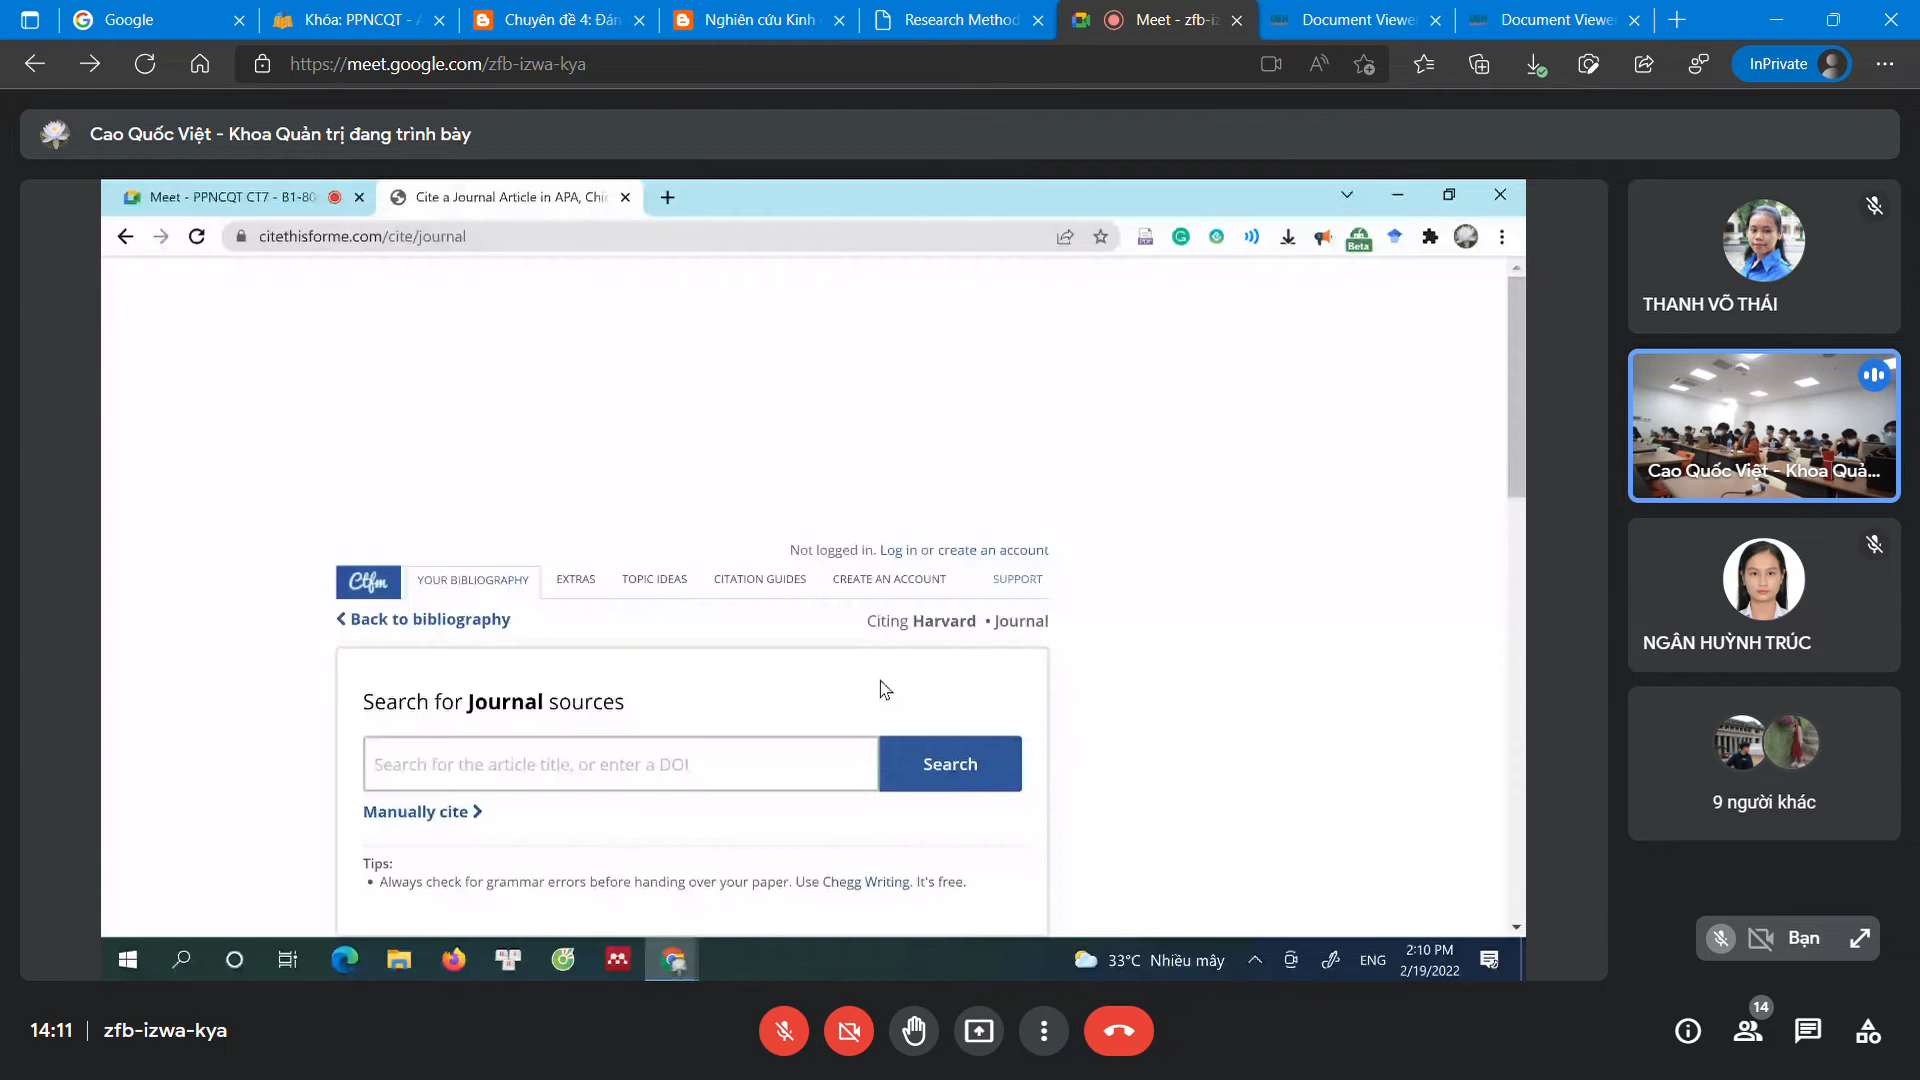 Google
Khóa: PPNCQT -
Chuyên đề 4: Đán
Nghiên cứu Kinh
Research Method
Meet - zfb-iz
Document Viewe
Document Viewe
https://meet.google.com/zfb-izwa-kya
InPrivate
Cao Quốc Việt - Khoa Quản trị đang trình bày
Meet - PPNCQT CT7 - B1-80
Cite a Journal Article in APA, Chi
citethisforme.com/cite/journal
Beta
Not logged in. Log in or create an account
Ctfm
YOUR BIBLIOGRAPHY
EXTRAS
TOPIC IDEAS
CITATION GUIDES
CREATE AN ACCOUNT
SUPPORT
Back to bibliography
Citing Harvard • Journal
Search for Journal sources
Search for the article title, or enter a DOI
Search
Manually cite
Tips:
• Always check for grammar errors before handing over your paper. Use Chegg Writing. It's free.
33°C Nhiều mây
ENG
2:10 PM
2/19/2022
THANH VÕ THÁI
Cao Quốc Việt - Khoa Quả...
NGÂN HUỲNH TRÚC
9 người khác
Bạn
14:11
zfb-izwa-kya
14